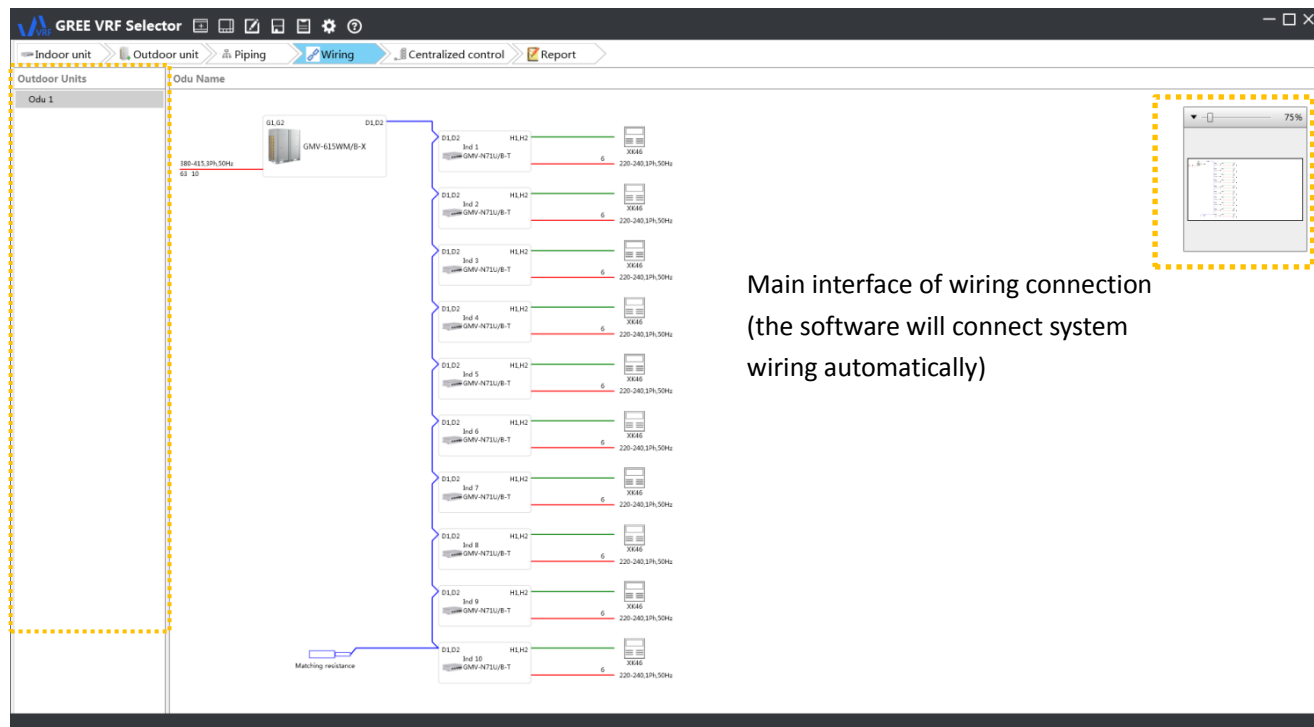 VRF GREE VRF Selector
Indoor unit Outdoor unit Piping Wiring Centralized control Report
Outdoor Units
Odu Name
Odu 1
75%
G1,G2 D1,D2
GMV-615WM/B-X
380-415,3Ph,50Hz
63 10
D1,D2 H1,H2
Ind 1
GMV-N71U/B-T
XK46
6
220-240,1Ph,50Hz
D1,D2 H1,H2
Ind 2
GMV-N71U/B-T
XK46
6
220-240,1Ph,50Hz
D1,D2 H1,H2
Ind 3
GMV-N71U/B-T
XK46
6
220-240,1Ph,50Hz
D1,D2 H1,H2
Ind 4
GMV-N71U/B-T
XK46
6
220-240,1Ph,50Hz
D1,D2 H1,H2
Ind 5
GMV-N71U/B-T
XK46
6
220-240,1Ph,50Hz
D1,D2 H1,H2
Ind 6
GMV-N71U/B-T
XK46
6
220-240,1Ph,50Hz
D1,D2 H1,H2
Ind 7
GMV-N71U/B-T
XK46
6
220-240,1Ph,50Hz
D1,D2 H1,H2
Ind 8
GMV-N71U/B-T
XK46
6
220-240,1Ph,50Hz
D1,D2 H1,H2
Ind 9
GMV-N71U/B-T
XK46
6
220-240,1Ph,50Hz
D1,D2 H1,H2
Ind 10
GMV-N71U/B-T
XK46
6
220-240,1Ph,50Hz
Matching resistance
Main interface of wiring connection
(the software will connect system
wiring automatically)